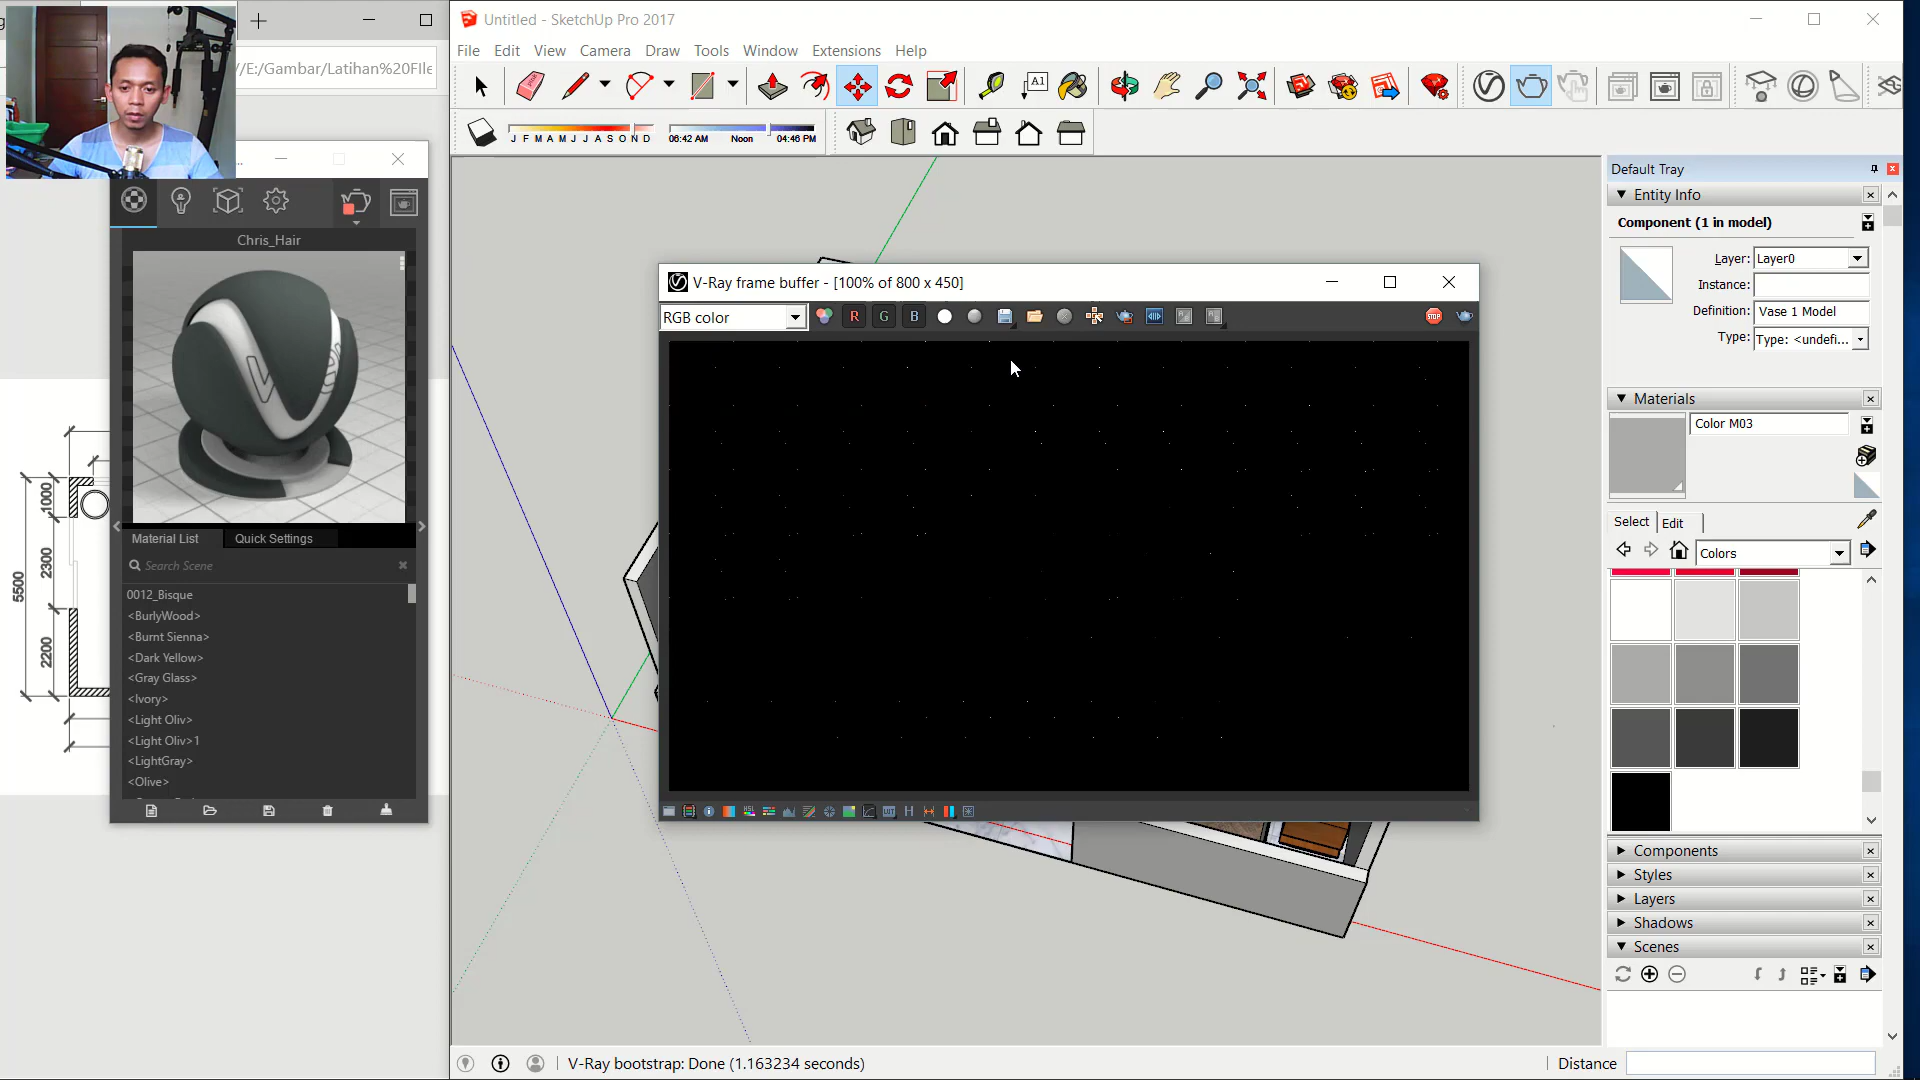 Untitled - SketchUp Pro 2017
//E:/Gambar/Latihan%20FIle
File Edit View Camera Draw Tools Window Extensions Help
A1
J F M A M J J A S O N D
06:42 AM Noon 04:46 PM
Default Tray
Entity Info
Component (1 in model)
Layer: Layer0
Instance:
Definition: Vase 1 Model
Type: Type: <undefi...
Materials
Color M03
Select Edit
Colors
Components
Styles
Layers
Shadows
Scenes
Chris_Hair
V
Material List Quick Settings
Search Scene
0012_Bisque
<BurlyWood>
<Burnt Sienna>
<Dark Yellow>
<Gray Glass>
<Ivory>
<Light Oliv>
<Light Oliv>1
<LightGray>
<Olive>
1000
2300
5500
2200
V-Ray frame buffer - [100% of 800 x 450]
RGB color
R G B
STOP
H
V-Ray bootstrap: Done (1.163234 seconds)
Distance